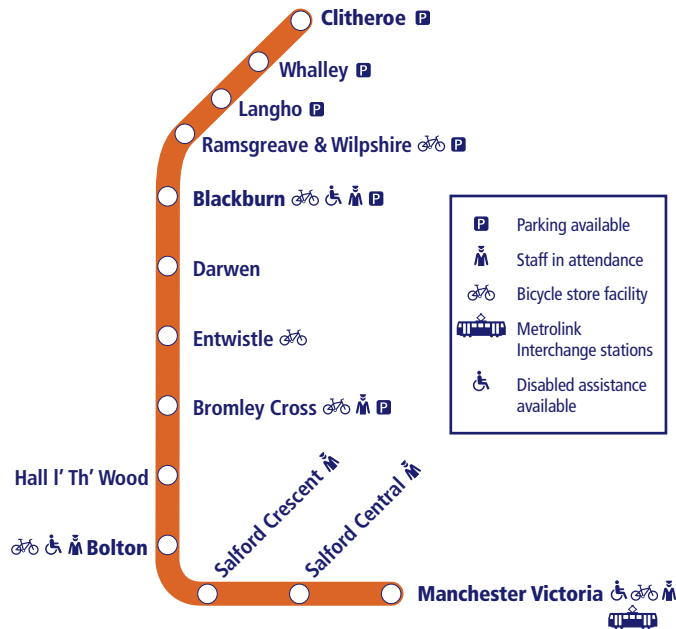 Clitheroe P
Whalley P
Langho P
Ramsgreave & Wilpshire P
Blackburn P
Darwen
Entwistle
Bromley Cross P
Hall I' Th' Wood
Bolton
Salford Crescent
Salford Central
Manchester Victoria
P Parking available
Staff in attendance
Bicycle store facility
Metrolink
Interchange stations
Disabled assistance
available